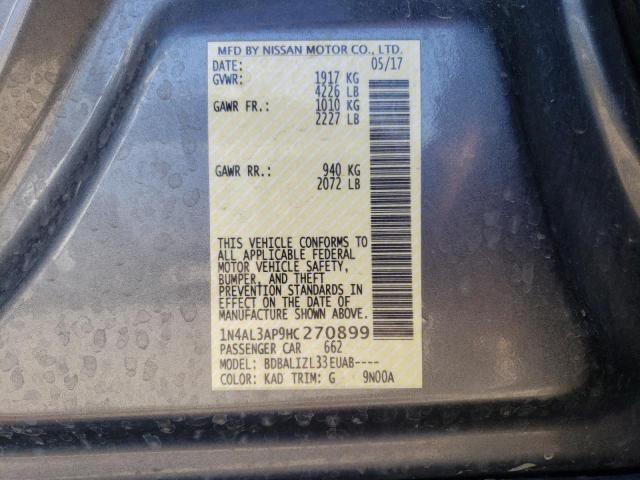 MFD BY NISSAN MOTOR CO., LTD.
DATE: 05/17
GVWR: 1917 KG
4226 LB
GAWR FR.: 1010 KG
2227 LB
GAWR RR.: 940 KG
2072 LB
THIS VEHICLE CONFORMS TO
ALL APPLICABLE FEDERAL
MOTOR VEHICLE SAFETY,
BUMPER, AND THEFT
PREVENTION STANDARDS IN
EFFECT ON THE DATE OF
MANUFACTURE SHOWN ABOVE.
1N4AL3AP9HC270899
PASSENGER CAR 662
MODEL: BDBALIZL33EUAB----
COLOR: KAD TRIM: G 9N00A